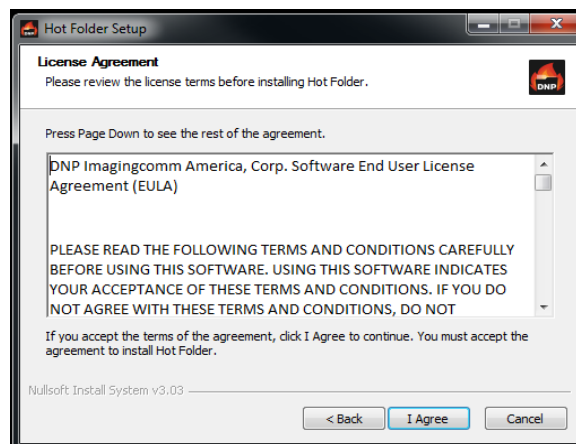 Hot Folder Setup
License Agreement
Please review the license terms before installing Hot Folder.
DNP
Press Page Down to see the rest of the agreement.
DNP Imagingcomm America, Corp. Software End User License
Agreement (EULA)
PLEASE READ THE FOLLOWING TERMS AND CONDITIONS CAREFULLY
BEFORE USING THIS SOFTWARE. USING THIS SOFTWARE INDICATES
YOUR ACCEPTANCE OF THESE TERMS AND CONDITIONS. IF YOU DO
NOT AGREE WITH THESE TERMS AND CONDITIONS, DO NOT
If you accept the terms of the agreement, click I Agree to continue. You must accept the
agreement to install Hot Folder.
Nullsoft Install System v3.03
< Back I Agree Cancel